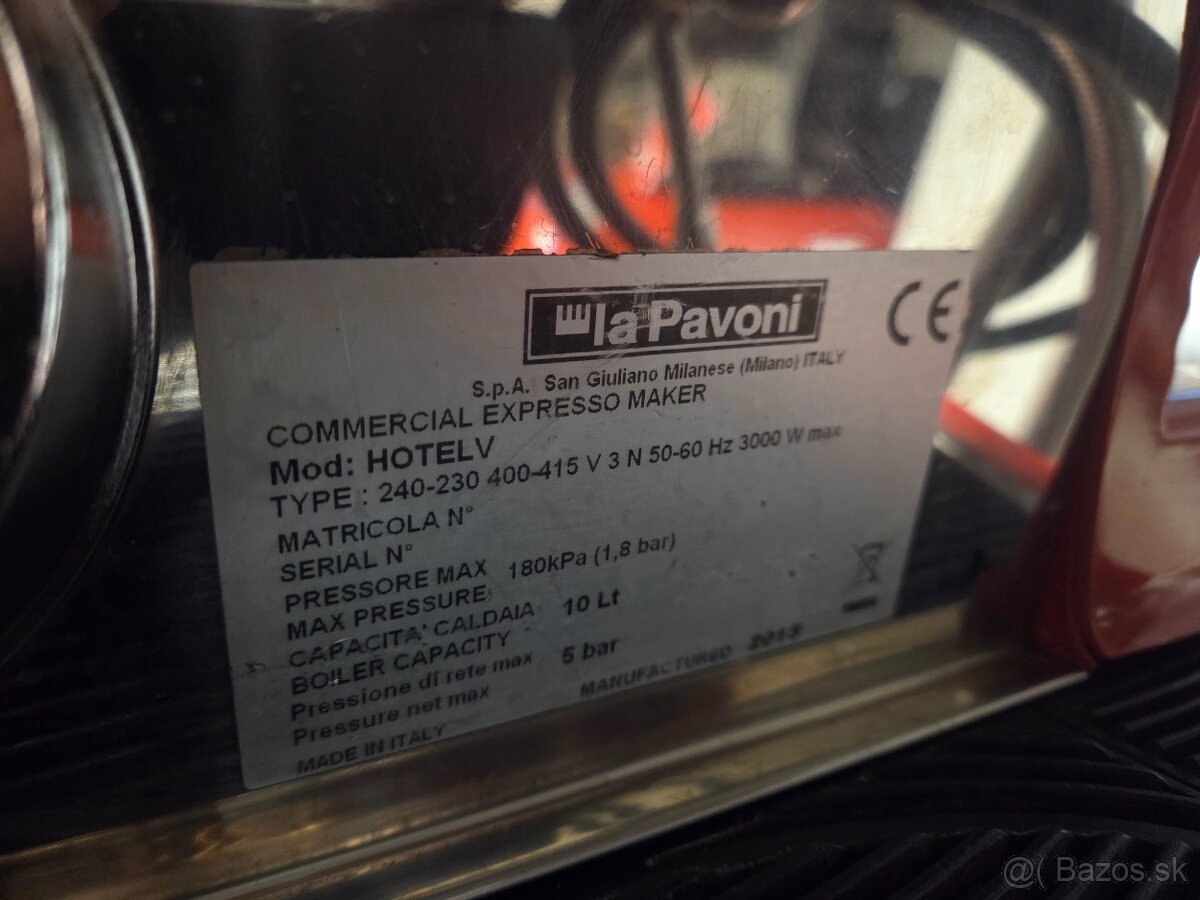 la Pavoni
CE
S.p.A. San Giuliano Milanese (Milano) ITALY
COMMERCIAL EXPRESSO MAKER
Mod: HOTELV
TYPE : 240-230 400-415 V 3 N 50-60 Hz 3000 W max
MATRICOLA N°
SERIAL N°
PRESSORE MAX 180kPa (1,8 bar)
MAX PRESSURE
CAPACITA' CALDAIA 10 Lt
BOILER CAPACITY
Pressione di rete max 5 bar
Pressure net max
MANUFACTURED
MADE IN ITALY
@( Bazos.sk